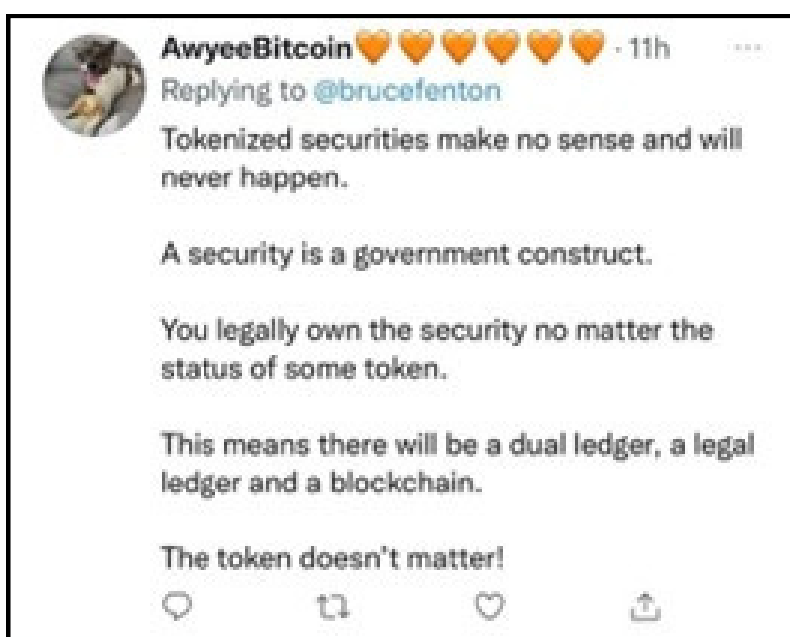 AwyeeBitcoin🧡🧡🧡🧡🧡🧡 · 11h
Replying to @brucefenton
Tokenized securities make no sense and will
never happen.
A security is a government construct.
You legally own the security no matter the
status of some token.
This means there will be a dual ledger, a legal
ledger and a blockchain.
The token doesn't matter!